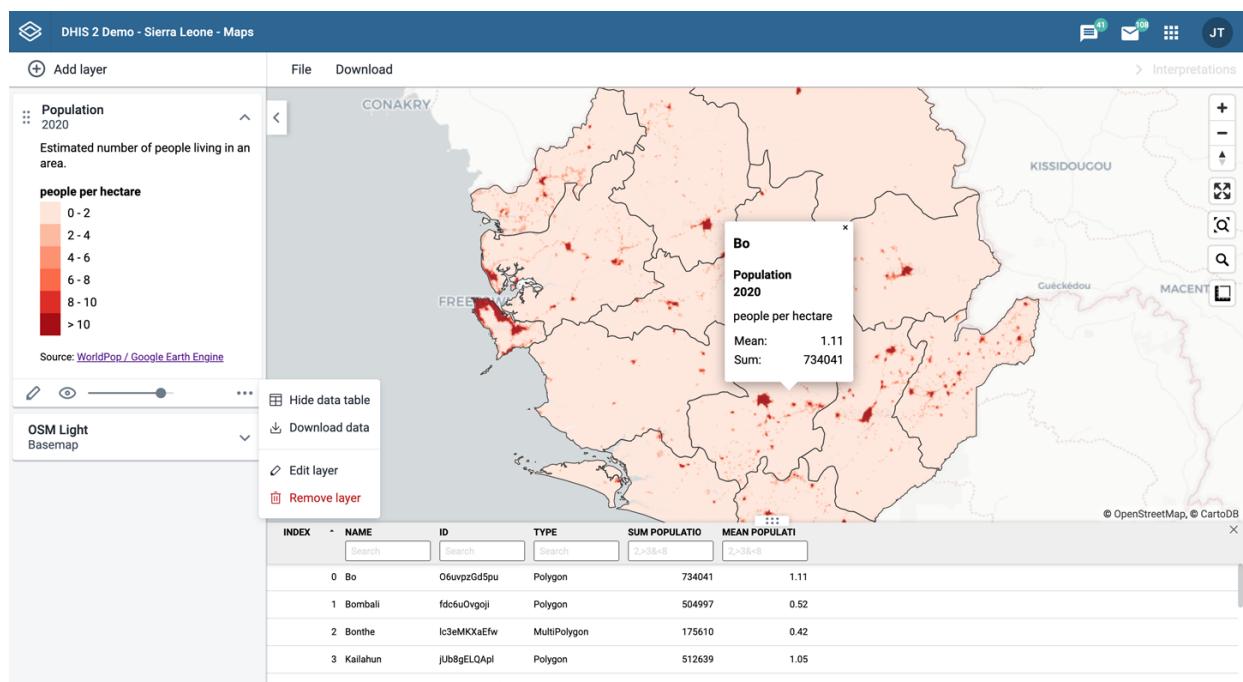 DHIS 2 Demo - Sierra Leone - Maps
41
108
JT
Add layer
File Download
Interpretations
Population
2020
Estimated number of people living in an
area.
people per hectare
0 - 2
2 - 4
4 - 6
6 - 8
8 - 10
> 10
Source: WorldPop / Google Earth Engine
OSM Light
Basemap
Hide data table
Download data
Edit layer
Remove layer
CONAKRY
KISSIDOUGOU
Guéckédou
MACENT
Bo
Population
2020
people per hectare
Mean: 1.11
Sum: 734041
© OpenStreetMap, © CartoDB
INDEX NAME ID TYPE SUM POPULATIO MEAN POPULATI
Search Search Search 2,>3&<8 2,>3&<8
0 Bo O6uvpzGd5pu Polygon 734041 1.11
1 Bombali fdc6uOvgoji Polygon 504997 0.52
2 Bonthe lc3eMKXaEfw MultiPolygon 175610 0.42
3 Kailahun jUb8gELQApl Polygon 512639 1.05